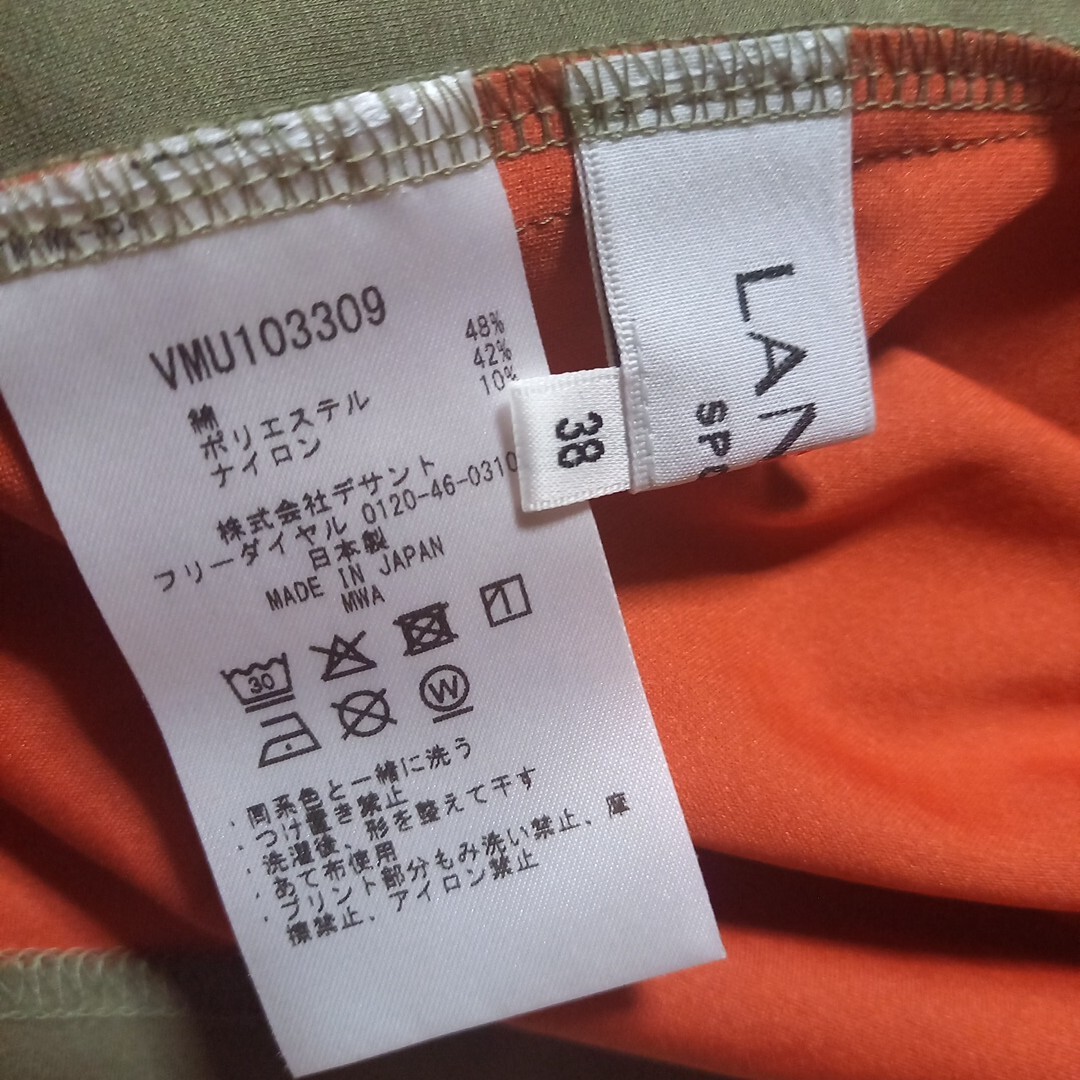 VMU103309
綿 48%
ポリエステル 42%
ナイロン 10%
株式会社デサント
フリーダイヤル 0120-46-0310
日本製
MADE IN JAPAN
MWA
30
1
W
・同系色と一緒に洗う
・つけ置き禁止
・洗濯後、形を整えて干す
・あて布使用
・プリント部分もみ洗い禁止、摩
擦禁止、アイロン禁止
38
LAN
SPO